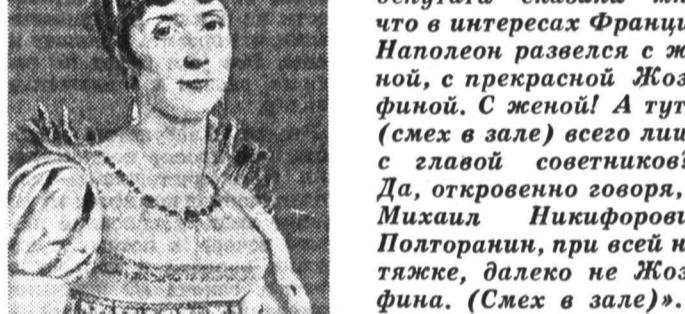 что в интересах Франци
Наполеон развелся с ж
ной, с прекрасной Жоз
финой. С женой! А тут
(смех в зале) всего лиш
с главой советников
Да, откровенно говоря,
Михаил Никифорови
Полторанин, при всей н
тяжке, далеко не Жоз
фина. (Смех в зале)».